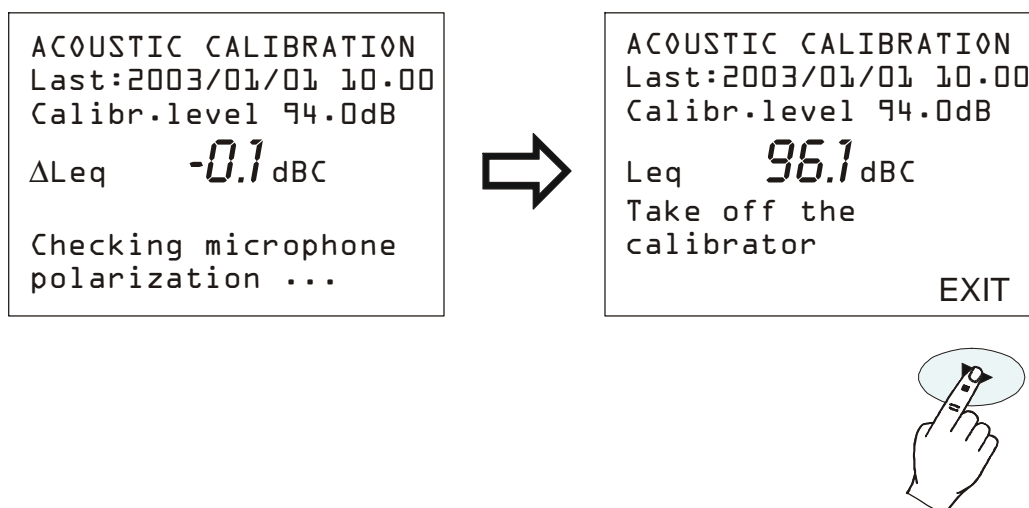 ACOUSTIC CALIBRATION
Last:2003/01/01 10.00
Calibr.level 94.0dB
ΔLeq -0.1 dBC
Checking microphone
polarization ...
ACOUSTIC CALIBRATION
Last:2003/01/01 10.00
Calibr.level 94.0dB
Leq 96.1 dBC
Take off the
calibrator
EXIT